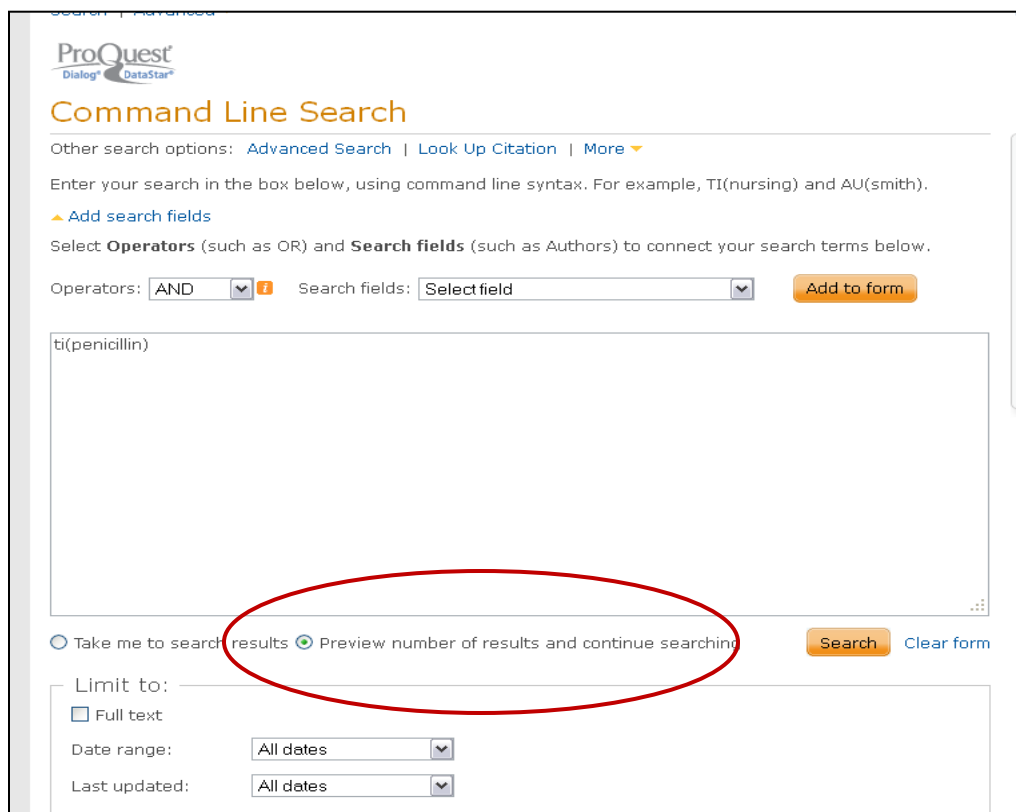 Search | Advanced
ProQuest
Dialog® DataStar®
Command Line Search
Other search options: Advanced Search | Look Up Citation | More
Enter your search in the box below, using command line syntax. For example, TI(nursing) and AU(smith).
Add search fields
Select Operators (such as OR) and Search fields (such as Authors) to connect your search terms below.
Operators: AND i Search fields: Select field Add to form
ti(penicillin)
Take me to search results Preview number of results and continue searching Search Clear form
Limit to:
Full text
Date range: All dates
Last updated: All dates